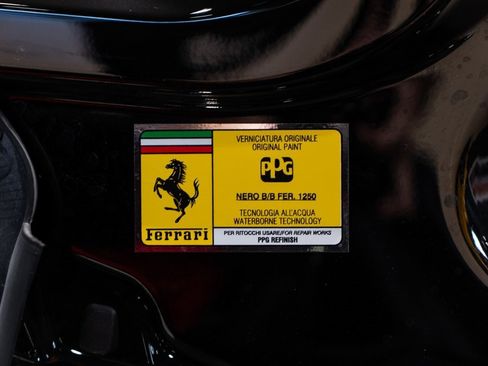 VERNICIATURA ORIGINALE
ORIGINAL PAINT
PPG
NERO B/B FER. 1250
TECNOLOGIA ALL'ACQUA
WATERBORNE TECHNOLOGY
Ferrari
PER RITOCCHI USARE/FOR REPAIR WORKS
PPG REFINISH